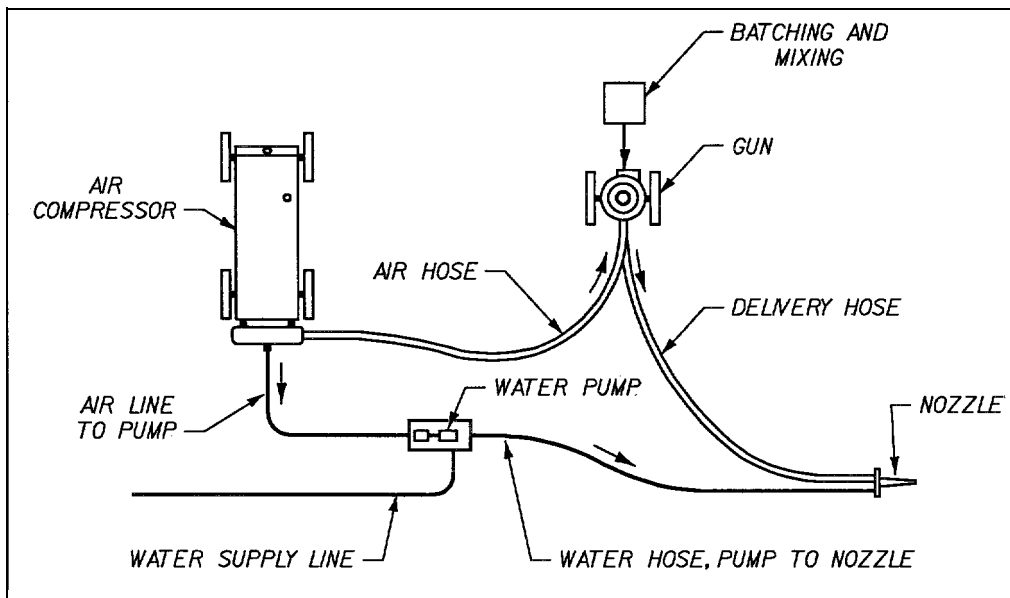 BATCHING AND
MIXING
GUN
AIR
COMPRESSOR
AIR HOSE
DELIVERY HOSE
WATER PUMP
AIR LINE
TO PUMP
NOZZLE
WATER SUPPLY LINE
WATER HOSE, PUMP TO NOZZLE